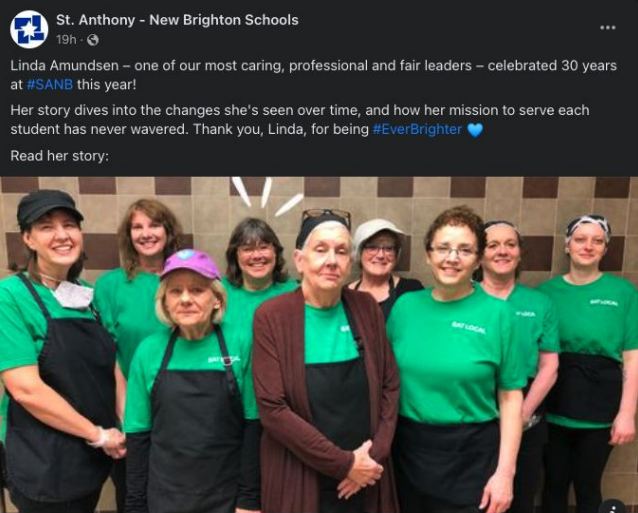 St. Anthony - New Brighton Schools
19h ·
Linda Amundsen – one of our most caring, professional and fair leaders – celebrated 30 years
at #SANB this year!
Her story dives into the changes she's seen over time, and how her mission to serve each
student has never wavered. Thank you, Linda, for being #EverBrighter 💙
Read her story:
EAT LOCAL
EAT LOCAL